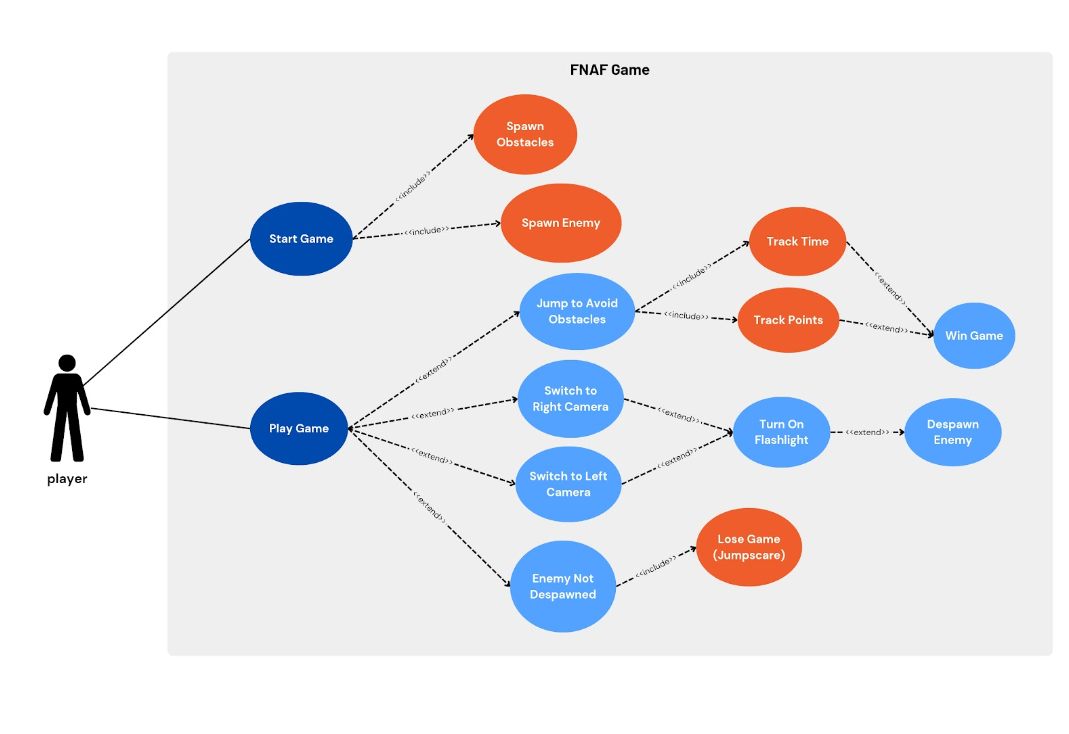 FNAF Game
Spawn
Obstacles
<<include>>
Spawn Enemy
<<include>>
Start Game
Track Time
<<include>>
<<extend>>
Jump to Avoid
Obstacles
<<include>>
Track Points
<<extend>>
Win Game
<<extend>>
Switch to
Right Camera
<<extend>>
<<extend>>
Play Game
Turn On
Flashlight
<<extend>>
Despawn
Enemy
<<extend>>
<<extend>>
Switch to Left
Camera
player
<<extend>>
Lose Game
(Jumpscare)
<<include>>
Enemy Not
Despawned